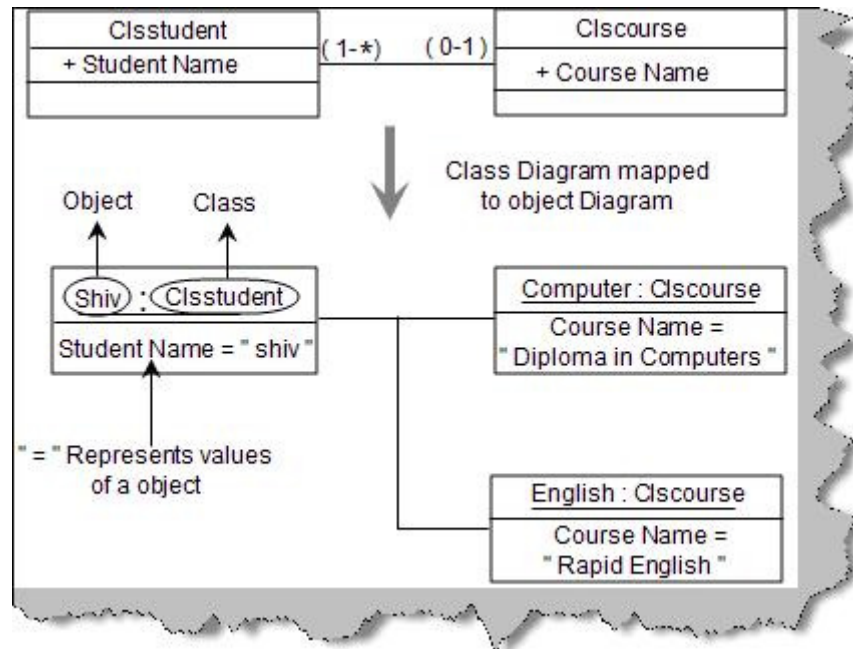 Clsstudent
+ Student Name
(1-*)
(0-1)
Clscourse
+ Course Name
Class Diagram mapped
to object Diagram
Object
Class
Shiv : Clsstudent
Student Name = " shiv "
" = " Represents values
of a object
Computer : Clscourse
Course Name =
" Diploma in Computers "
English : Clscourse
Course Name =
" Rapid English "